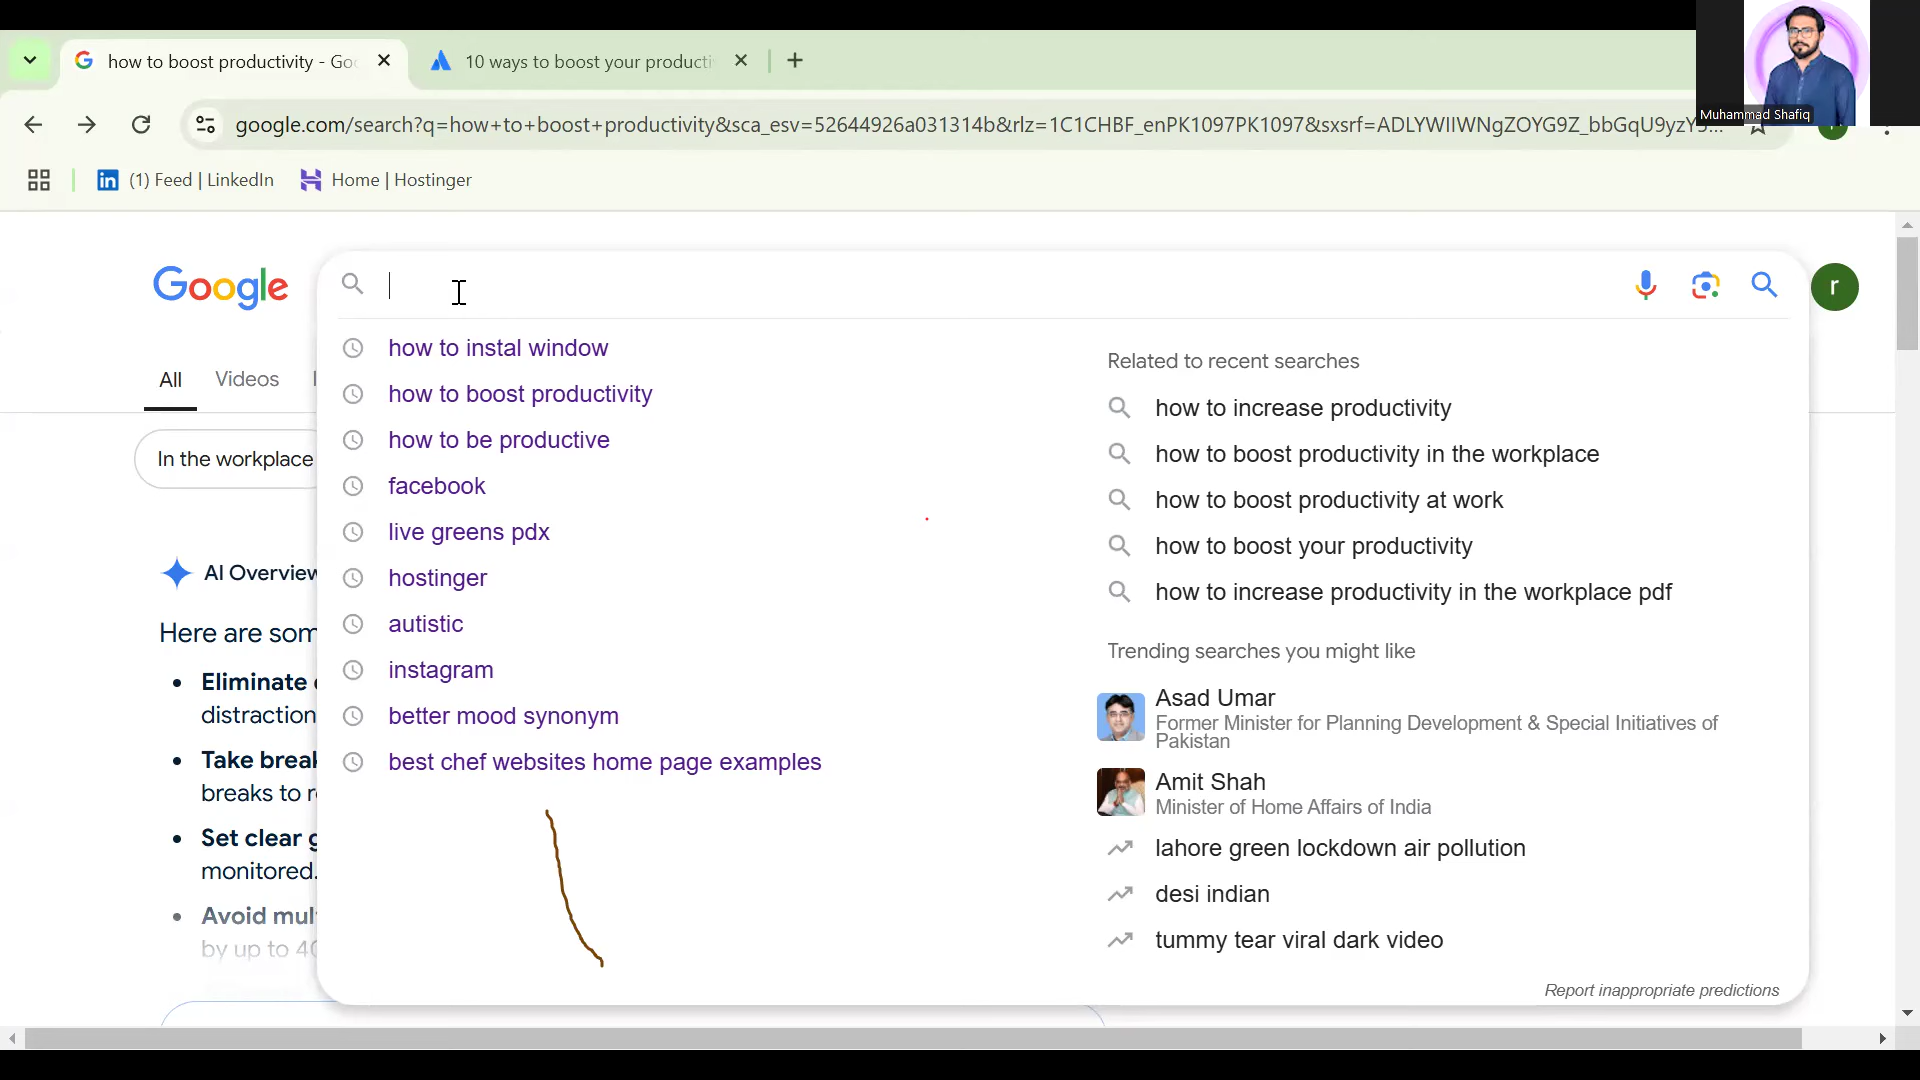 how to boost productivity - Goo
10 ways to boost your producti
google.com/search?q=how+to+boost+productivity&sca_esv=52644926a031314b&rlz=1C1CHBF_enPK1097PK1097&sxsrf=ADLYWIIWNgZOYG9Z_bbGqU9yzY5...
Muhammad Shafiq
(1) Feed | LinkedIn
Home | Hostinger
Google
r
All
Videos
In the workplace
AI Overview
Here are som
Eliminate
distraction
Take break
breaks to r
Set clear g
monitored.
Avoid mul
by up to 40
how to instal window
how to boost productivity
how to be productive
facebook
live greens pdx
hostinger
autistic
instagram
better mood synonym
best chef websites home page examples
Related to recent searches
how to increase productivity
how to boost productivity in the workplace
how to boost productivity at work
how to boost your productivity
how to increase productivity in the workplace pdf
Trending searches you might like
Asad Umar
Former Minister for Planning Development & Special Initiatives of
Pakistan
Amit Shah
Minister of Home Affairs of India
lahore green lockdown air pollution
desi indian
tummy tear viral dark video
Report inappropriate predictions